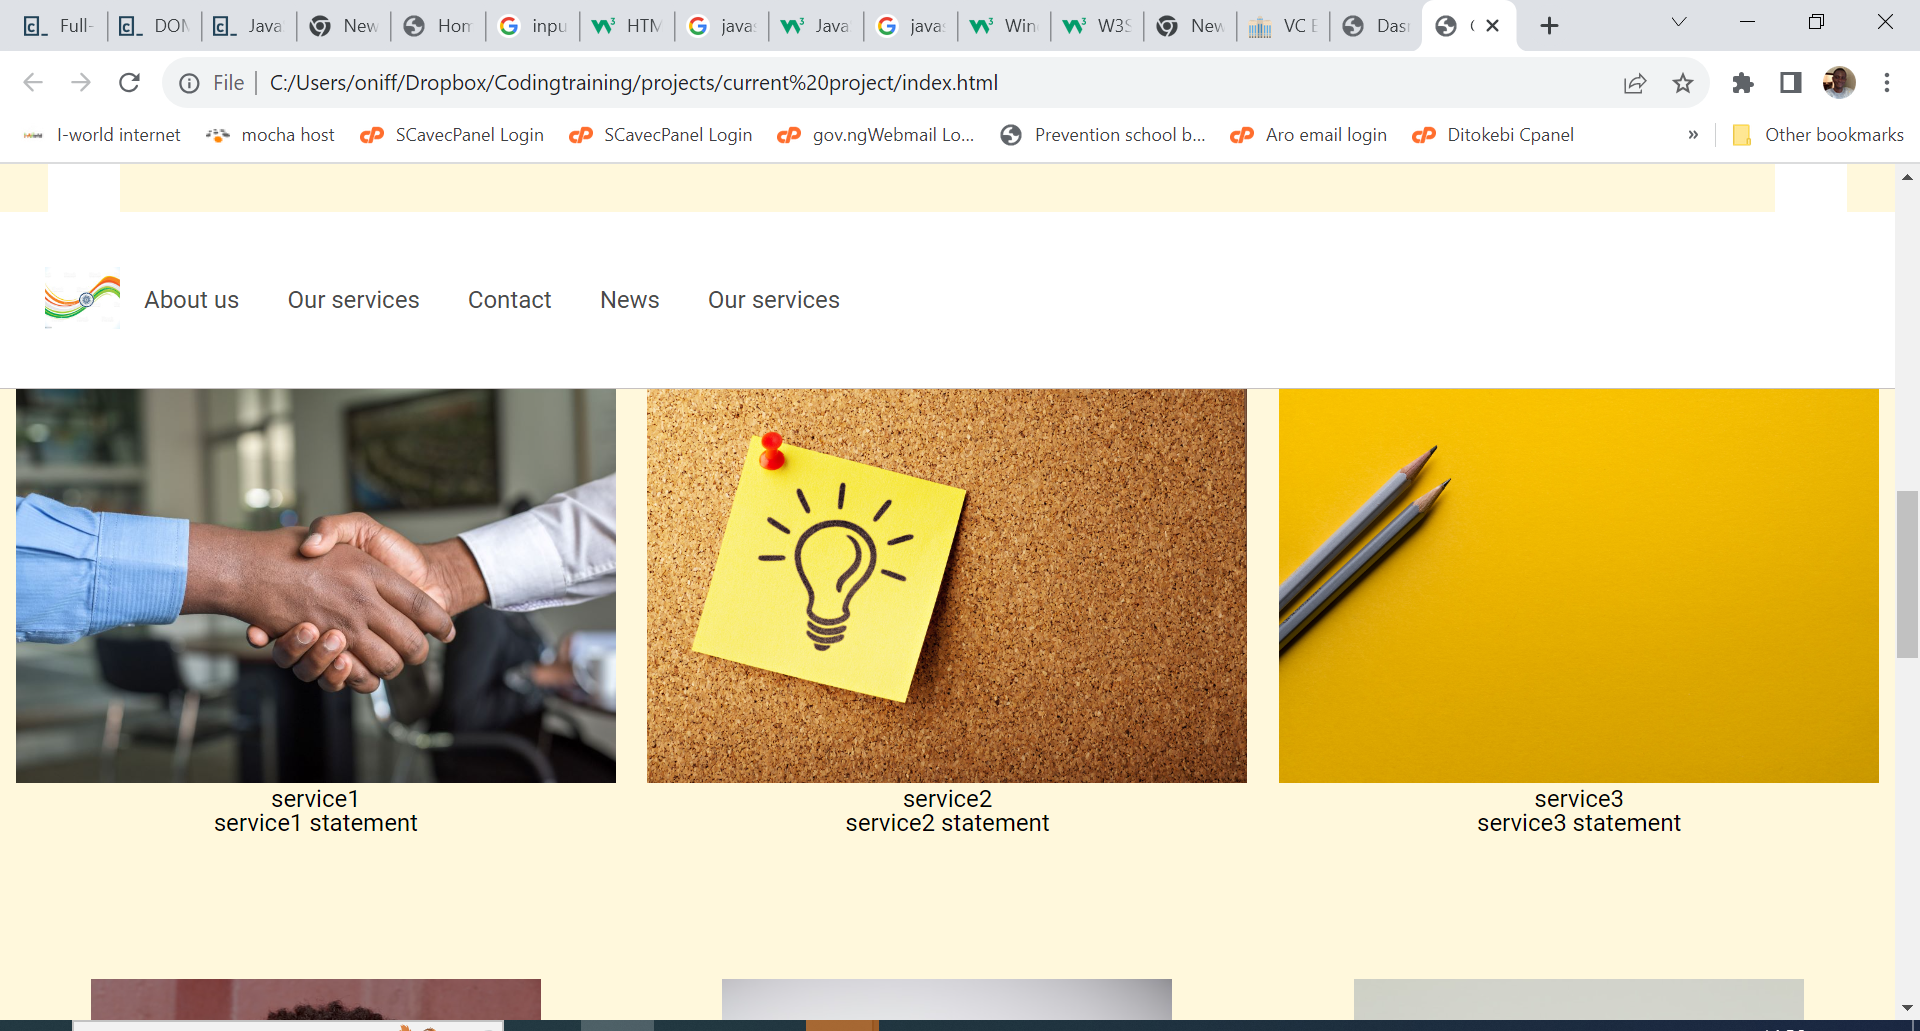 Full- DOM Java New Hom inpu HTM java Java java Win W3S New VC E Das
File C:/Users/oniff/Dropbox/Codingtraining/projects/current%20project/index.html
I-world internet mocha host SCavecPanel Login SCavecPanel Login gov.ngWebmail Lo... Prevention school b... Aro email login Ditokebi Cpanel » Other bookmarks
About us Our services Contact News Our services
service1 service2 service3
service1 statement service2 statement service3 statement